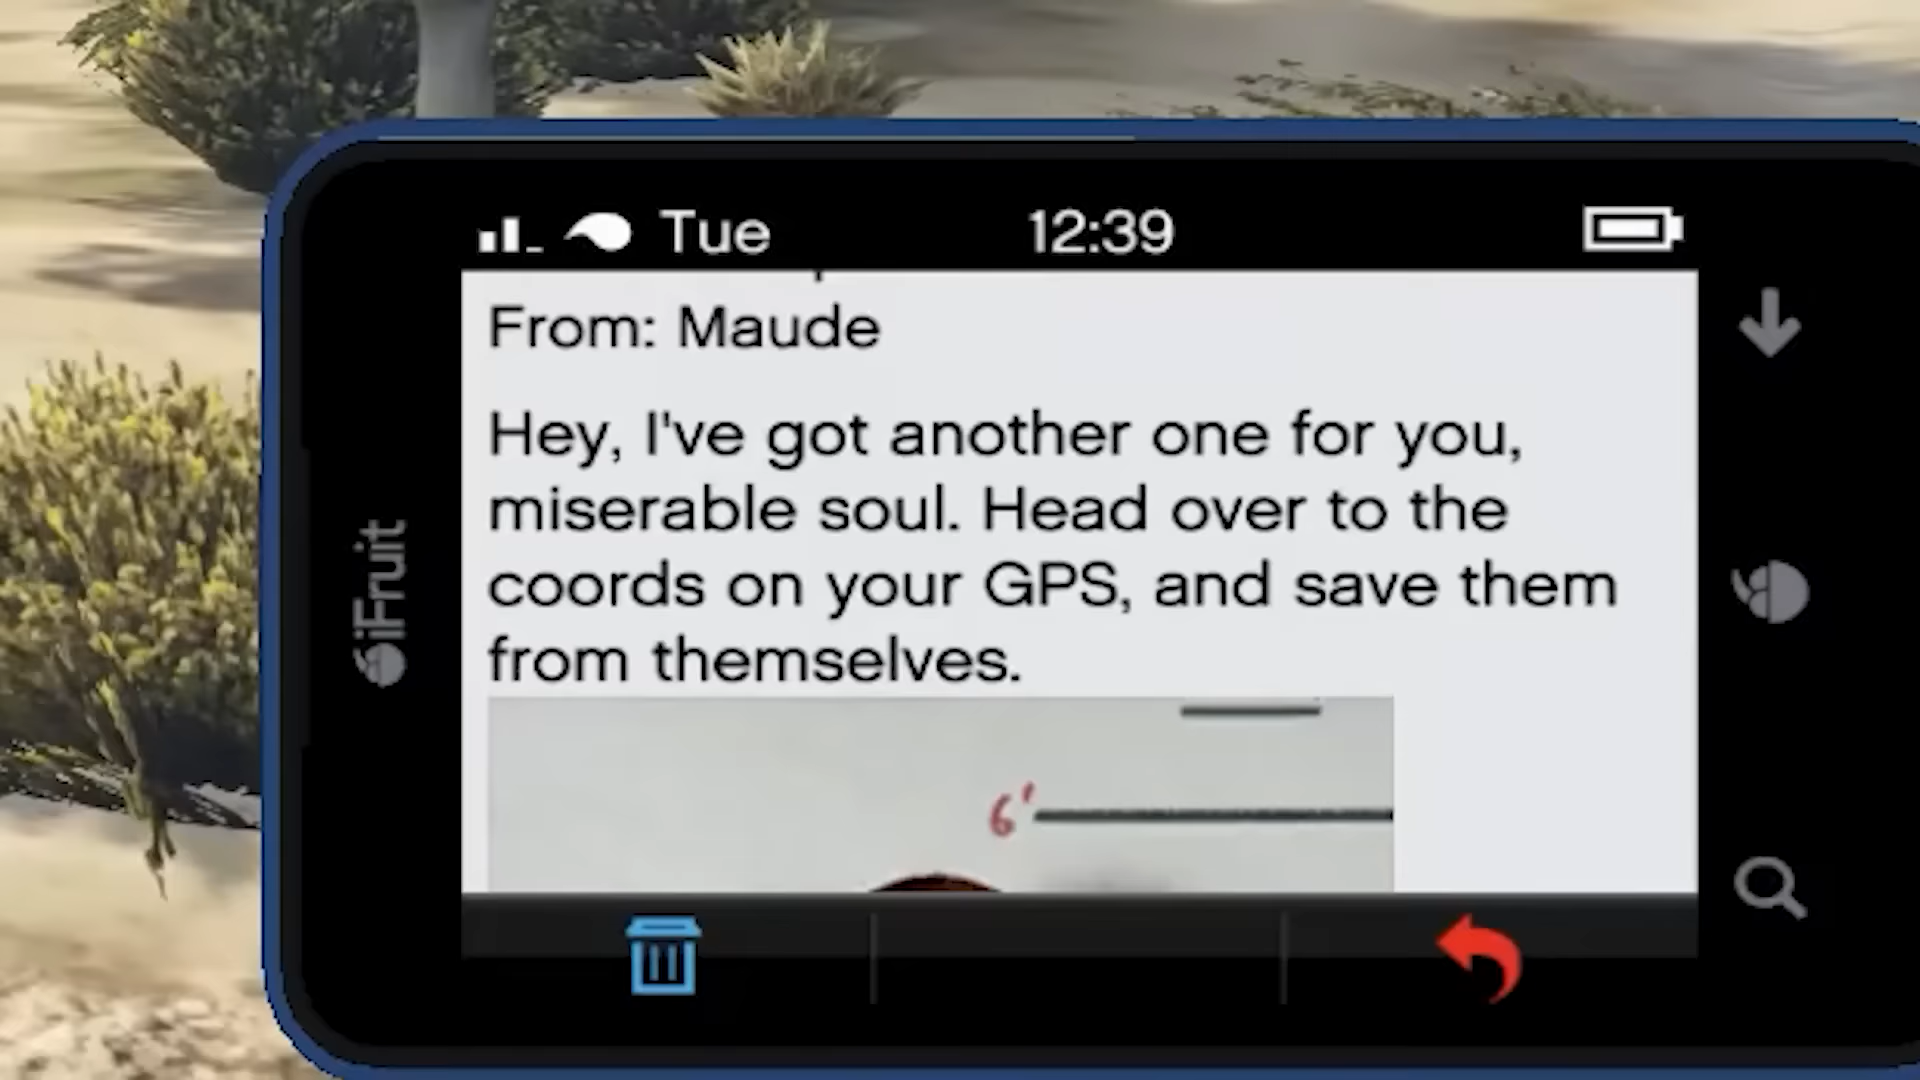 Tue 12:39
From: Maude
Hey, I've got another one for you,
miserable soul. Head over to the
coords on your GPS, and save them
from themselves.
6'
iFruit